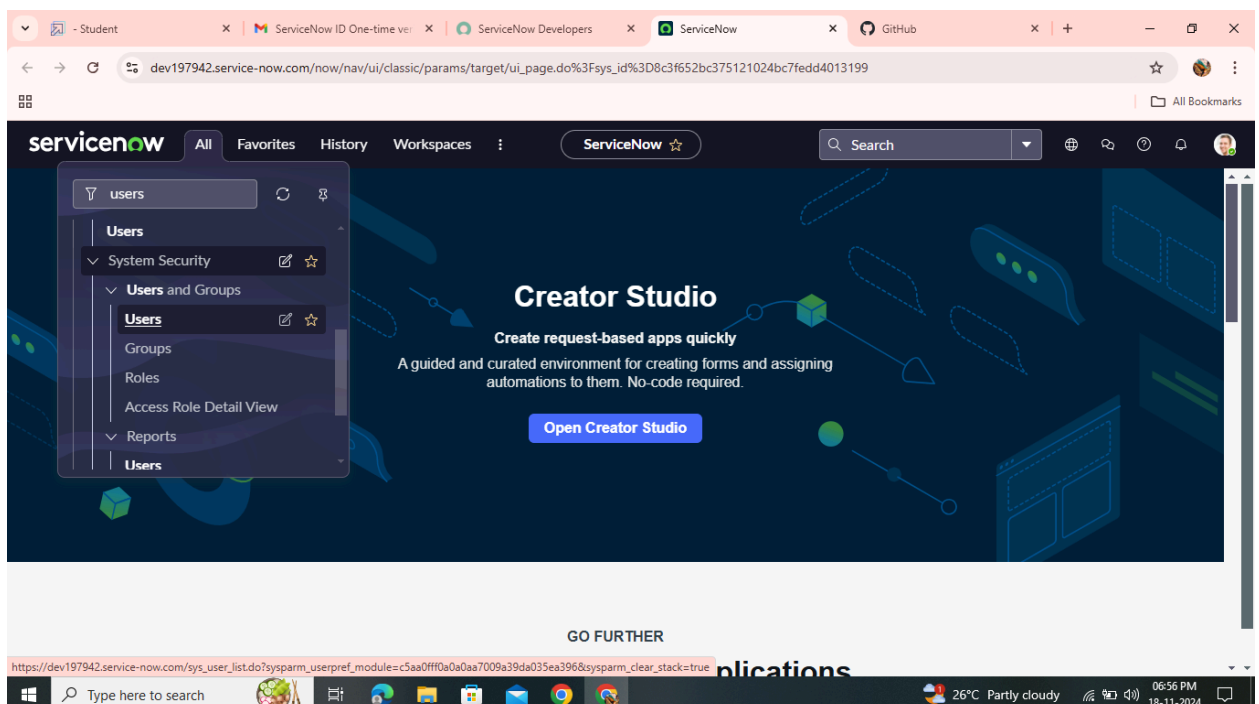 - Student
ServiceNow ID One-time ver
ServiceNow Developers
ServiceNow
GitHub
dev197942.service-now.com/now/nav/ui/classic/params/target/ui_page.do%3Fsys_id%3D8c3f652bc375121024bc7fedd4013199
All Bookmarks
servicenow All Favorites History Workspaces ServiceNow Search
users
Users
System Security
Users and Groups
Users
Groups
Roles
Access Role Detail View
Reports
Users
Creator Studio
Create request-based apps quickly
A guided and curated environment for creating forms and assigning
automations to them. No-code required.
Open Creator Studio
GO FURTHER
https://dev197942.service-now.com/sys_user_list.do?sysparm_userpref_module=c5aa0fff0a0a0aa7009a39da035ea396&sysparm_clear_stack=true
plications
Type here to search
26°C Partly cloudy
06:56 PM
18-11-2024